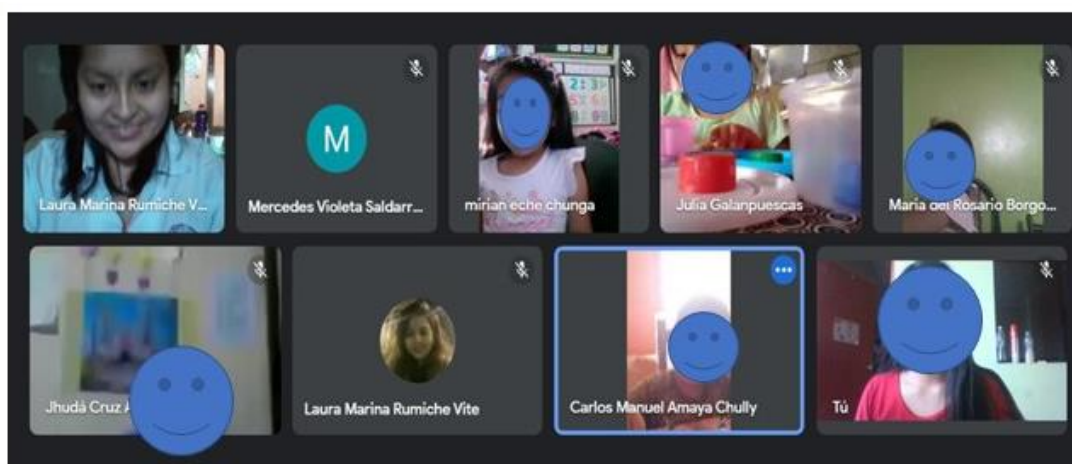 Laura Marina Rumiche V...
M
Mercedes Violeta Saldarr...
mirian eche chunga
Julia Galanpuescas
Maria del Rosario Borgo...
Jhudá Cruz A
Laura Marina Rumiche Vite
Carlos Manuel Amaya Chully
Tú